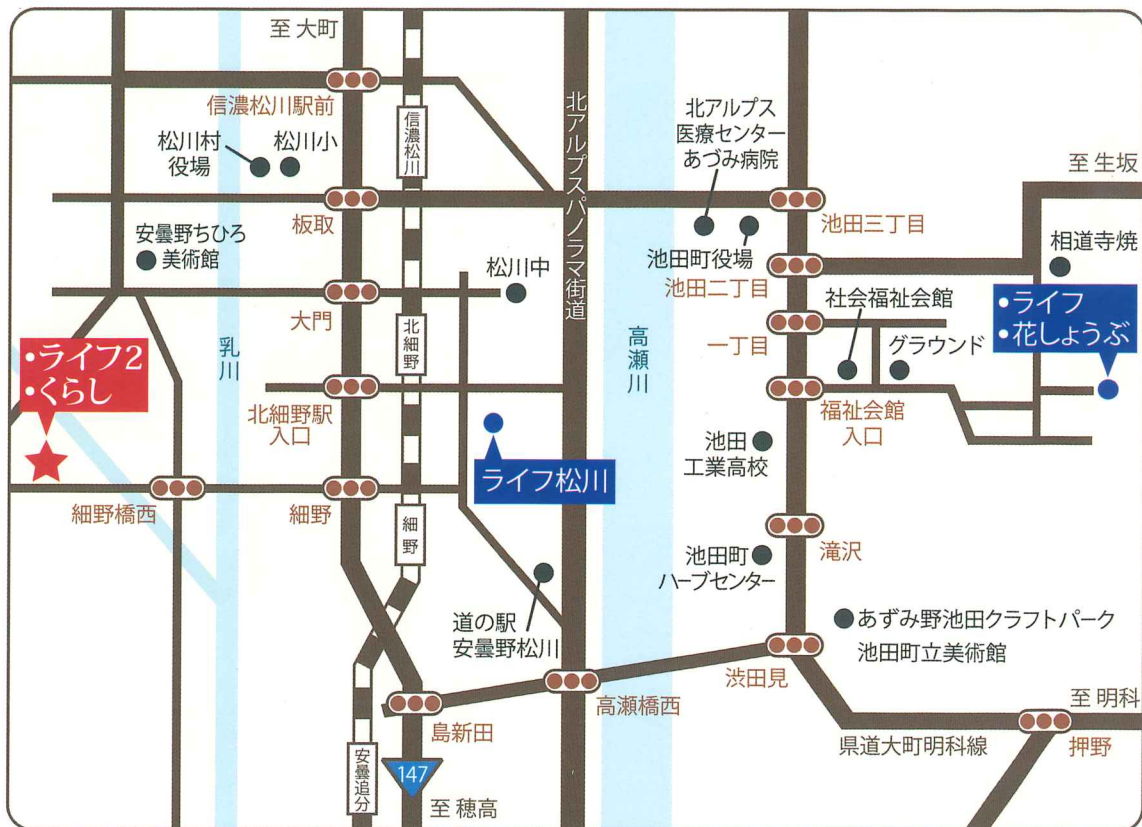 至 大町
信濃松川駅前
松川村
役場
松川小
信濃松川
北アルプスパノラマ街道
北アルプス
医療センター
あづみ病院
至 生坂
板取
池田三丁目
安曇野ちひろ
美術館
松川中
池田町役場
池田二丁目
相道寺焼
大門
乳川
北細野
高瀬川
一丁目
社会福祉会館
グラウンド
•ライフ
•花しょうぶ
•ライフ2
•くらし
北細野駅
入口
福祉会館
入口
池田
工業高校
ライフ松川
細野橋西
細野
細野
滝沢
池田町
ハーブセンター
道の駅
安曇野松川
あずみ野池田クラフトパーク
池田町立美術館
渋田見
高瀬橋西
島新田
至 明科
県道大町明科線
押野
安曇追分
147
至 穂高